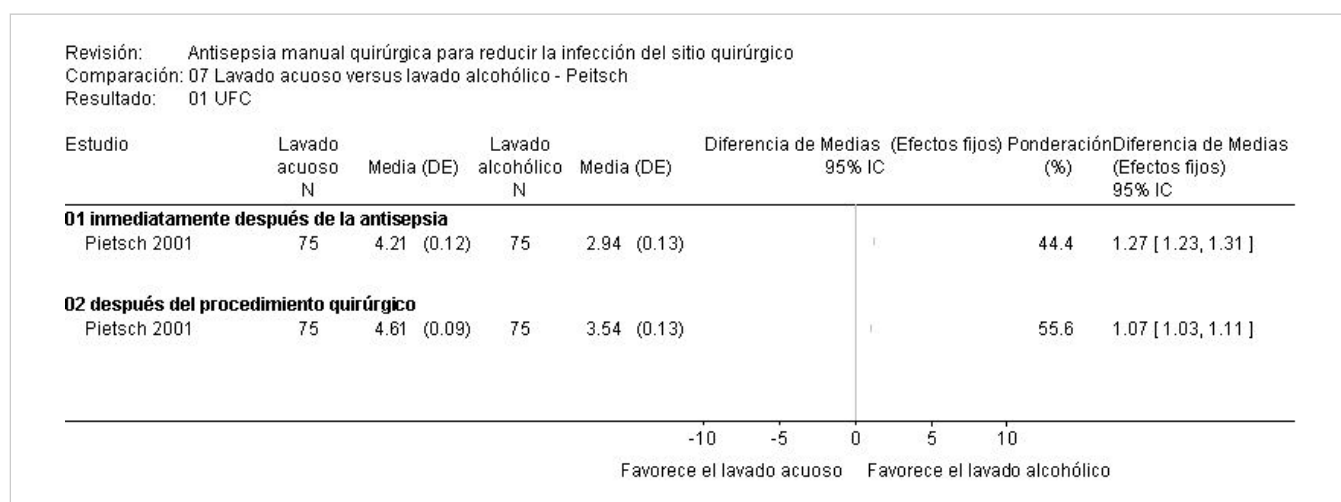 Revisión: Antisepsia manual quirúrgica para reducir la infección del sitio quirúrgico
Comparación: 07 Lavado acuoso versus lavado alcohólico - Peitsch
Resultado: 01 UFC
Estudio Lavado Lavado Diferencia de Medias (Efectos fijos) Ponderación Diferencia de Medias
acuoso Media (DE) alcohólico Media (DE) 95% IC (%) (Efectos fijos)
N N 95% IC
01 inmediatamente después de la antisepsia
Pietsch 2001 75 4.21 (0.12) 75 2.94 (0.13) 44.4 1.27 [ 1.23, 1.31 ]
02 después del procedimiento quirúrgico
Pietsch 2001 75 4.61 (0.09) 75 3.54 (0.13) 55.6 1.07 [ 1.03, 1.11 ]
-10 -5 0 5 10
Favorece el lavado acuoso Favorece el lavado alcohólico